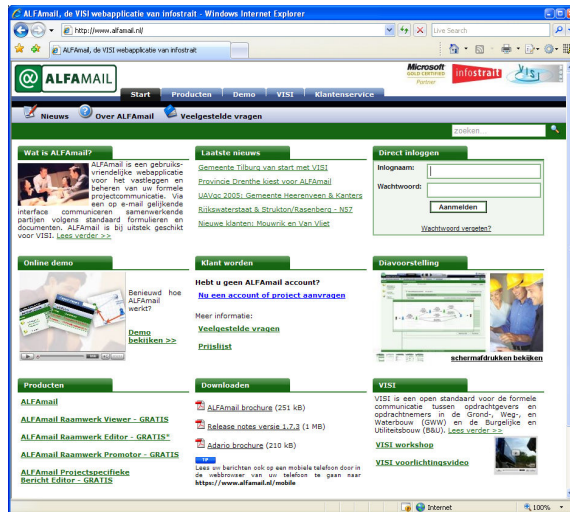 ALFAmail, de VISI webapplicatie van infostrait - Windows Internet Explorer
http://www.alfamail.nl/
Live Search
ALFAmail, de VISI webapplicatie van infostrait
@ ALFAMAIL
Microsoft
GOLD CERTIFIED
Partner
infostrait
VISI
Start Producten Demo VISI Klantenservice
Nieuws Over ALFAmail Veelgestelde vragen
zoeken...
Wat is ALFAmail?
ALFAmail is een gebruiks-
vriendelijke webapplicatie
voor het vastleggen en
beheren van uw formele
projectcommunicatie. Via
een op e-mail gelijkende
interface communiceren samenwerkende
partijen volgens standaard formulieren en
documenten. ALFAmail is bij uitstek geschikt
voor VISI. Lees verder >>
Laatste nieuws
Gemeente Tilburg van start met VISI
Provincie Drenthe kiest voor ALFAmail
UAVgc 2005: Gemeente Heerenveen & Kanters
Rijkswaterstaat & Strukton/Rasenberg - N57
Nieuwe klanten: Mouwrik en Van Vliet
Direct inloggen
Inlognaam:
Wachtwoord:
Aanmelden
Wachtwoord vergeten?
Online demo
Benieuwd hoe
ALFAmail
werkt?
Demo
bekijken >>
Klant worden
Hebt u geen ALFAmail account?
Nu een account of project aanvragen
Meer informatie:
Veelgestelde vragen
Prijslijst
Diavoorstelling
schermafdrukken bekijken
Producten
ALFAmail
ALFAmail Raamwerk Viewer - GRATIS
ALFAmail Raamwerk Editor - GRATIS*
ALFAmail Raamwerk Promotor - GRATIS
ALFAmail Projectspecifieke
Bericht Editor - GRATIS
Downloaden
ALFAmail brochure (251 kB)
Release notes versie 1.7.3 (1 MB)
Adario brochure (210 kB)
TIP
Lees uw berichten ook op een mobiele telefoon door in
de webbrowser van uw telefoon te gaan naar
https://www.alfamail.nl/mobile
VISI
VISI is een open standaard voor de formele
communicatie tussen opdrachtgevers en
opdrachtnemers in de Grond-, Weg-, en
Waterbouw (GWW) en de Burgelijke en
Utiliteitsbouw (B&U). Lees verder >>
VISI workshop
VISI voorlichtingsvideo
Internet
100%